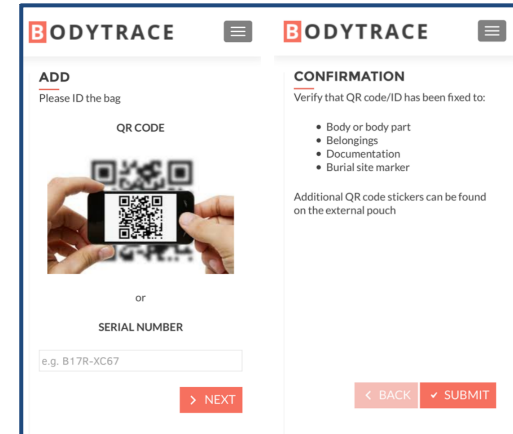 BODYTRACE
ADD
Please ID the bag
QR CODE
or
SERIAL NUMBER
e.g. B17R-XC67
> NEXT
BODYTRACE
CONFIRMATION
Verify that QR code/ID has been fixed to:
• Body or body part
• Belongings
• Documentation
• Burial site marker
Additional QR code stickers can be found
on the external pouch
< BACK
✔ SUBMIT